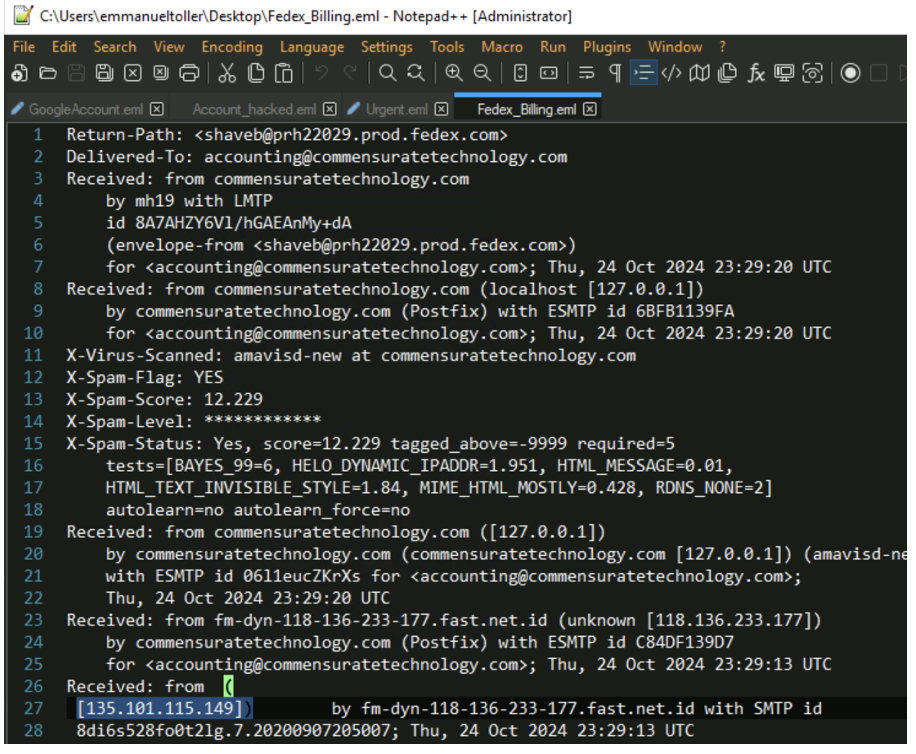 C:\Users\emmanueltoller\Desktop\Fedex_Billing.eml - Notepad++ [Administrator]
File Edit Search View Encoding Language Settings Tools Macro Run Plugins Window ?
GoogleAccount.eml Account_hacked.eml Urgent.eml Fedex_Billing.eml
1 Return-Path: <shaveb@prh22029.prod.fedex.com>
2 Delivered-To: accounting@commensuratetechnology.com
3 Received: from commensuratetechnology.com
4 by mh19 with LMTP
5 id 8A7AHZY6Vl/hGAEAnMy+dA
6 (envelope-from <shaveb@prh22029.prod.fedex.com>)
7 for <accounting@commensuratetechnology.com>; Thu, 24 Oct 2024 23:29:20 UTC
8 Received: from commensuratetechnology.com (localhost [127.0.0.1])
9 by commensuratetechnology.com (Postfix) with ESMTP id 6BFB1139FA
10 for <accounting@commensuratetechnology.com>; Thu, 24 Oct 2024 23:29:20 UTC
11 X-Virus-Scanned: amavisd-new at commensuratetechnology.com
12 X-Spam-Flag: YES
13 X-Spam-Score: 12.229
14 X-Spam-Level: ************
15 X-Spam-Status: Yes, score=12.229 tagged_above=-9999 required=5
16 tests=[BAYES_99=6, HELO_DYNAMIC_IPADDR=1.951, HTML_MESSAGE=0.01,
17 HTML_TEXT_INVISIBLE_STYLE=1.84, MIME_HTML_MOSTLY=0.428, RDNS_NONE=2]
18 autolearn=no autolearn_force=no
19 Received: from commensuratetechnology.com ([127.0.0.1])
20 by commensuratetechnology.com (commensuratetechnology.com [127.0.0.1]) (amavisd-ne
21 with ESMTP id 06l1eucZKrXs for <accounting@commensuratetechnology.com>;
22 Thu, 24 Oct 2024 23:29:20 UTC
23 Received: from fm-dyn-118-136-233-177.fast.net.id (unknown [118.136.233.177])
24 by commensuratetechnology.com (Postfix) with ESMTP id C84DF139D7
25 for <accounting@commensuratetechnology.com>; Thu, 24 Oct 2024 23:29:13 UTC
26 Received: from (
27 [135.101.115.149]) by fm-dyn-118-136-233-177.fast.net.id with SMTP id
28 8di6s528fo0t2lg.7.20200907205007; Thu, 24 Oct 2024 23:29:13 UTC